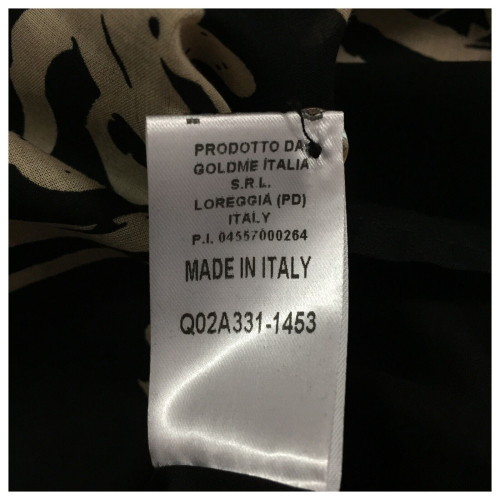 PRODOTTO DA
GOLDME ITALIA
S.R.L.
LOREGGIA (PD)
ITALY
P.I. 04557000264
MADE IN ITALY
Q02A331-1453